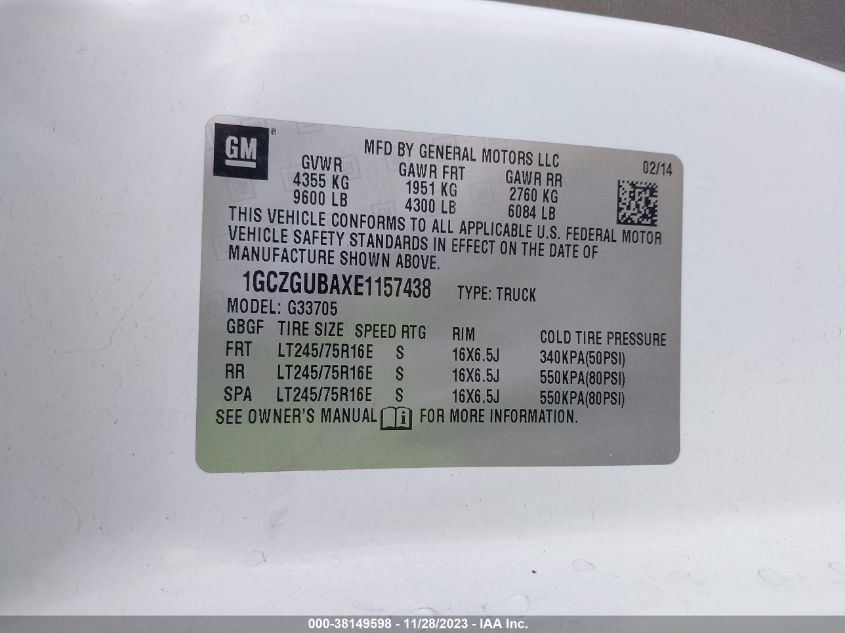 GM
MFD BY GENERAL MOTORS LLC 02/14
GVWR GAWR FRT GAWR RR
4355 KG 1951 KG 2760 KG
9600 LB 4300 LB 6084 LB
THIS VEHICLE CONFORMS TO ALL APPLICABLE U.S. FEDERAL MOTOR
VEHICLE SAFETY STANDARDS IN EFFECT ON THE DATE OF
MANUFACTURE SHOWN ABOVE.
1GCZGUBAXE1157438 TYPE: TRUCK
MODEL: G33705
GBGF TIRE SIZE SPEED RTG RIM COLD TIRE PRESSURE
FRT LT245/75R16E S 16X6.5J 340KPA(50PSI)
RR LT245/75R16E S 16X6.5J 550KPA(80PSI)
SPA LT245/75R16E S 16X6.5J 550KPA(80PSI)
SEE OWNER'S MANUAL FOR MORE INFORMATION.
000-38149598 - 11/28/2023 - IAA Inc.